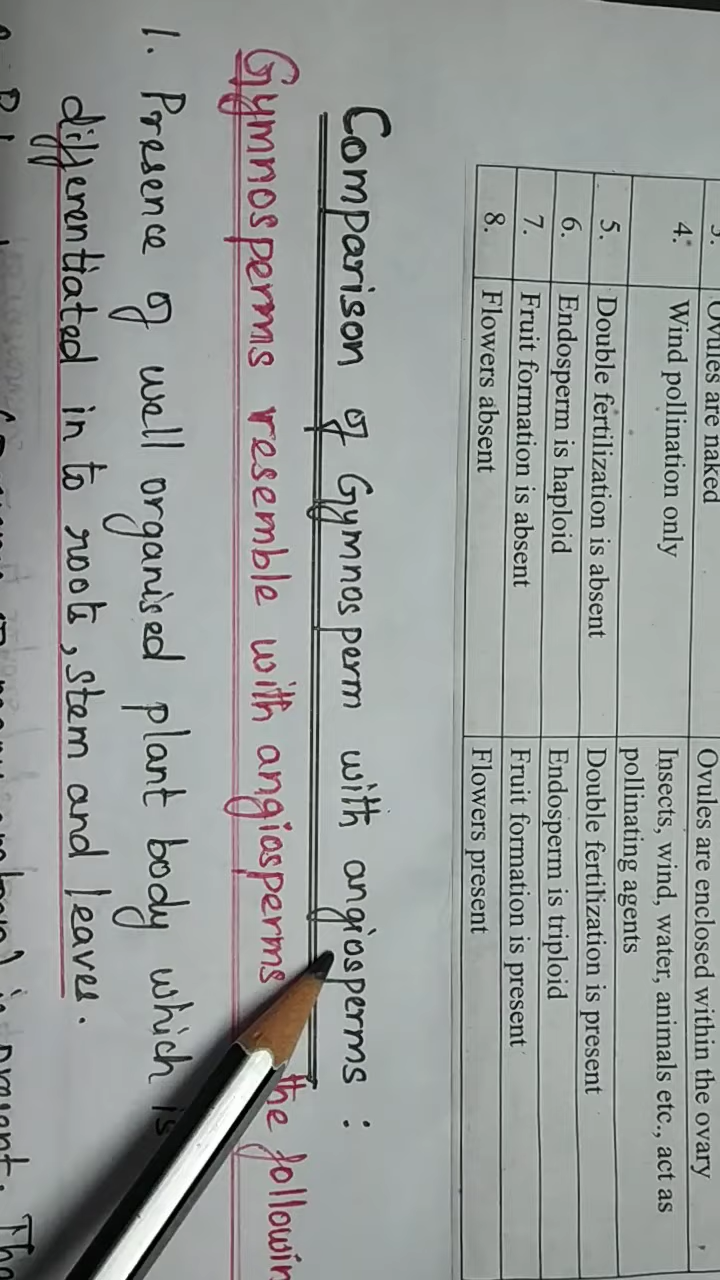 Ovules are naked Ovules are enclosed within the ovary
4. Wind pollination only Insects, wind, water, animals etc., act as
pollinating agents
5. Double fertilization is absent Double fertilization is present
6. Endosperm is haploid Endosperm is triploid
7. Fruit formation is absent Fruit formation is present
8. Flowers absent Flowers present
Comparison of Gymnosperm with angiosperms :
Gymnosperms resemble with angiosperms the
1. Presence of well organised plant body which is
differentiated in to roots, stem and leaves.